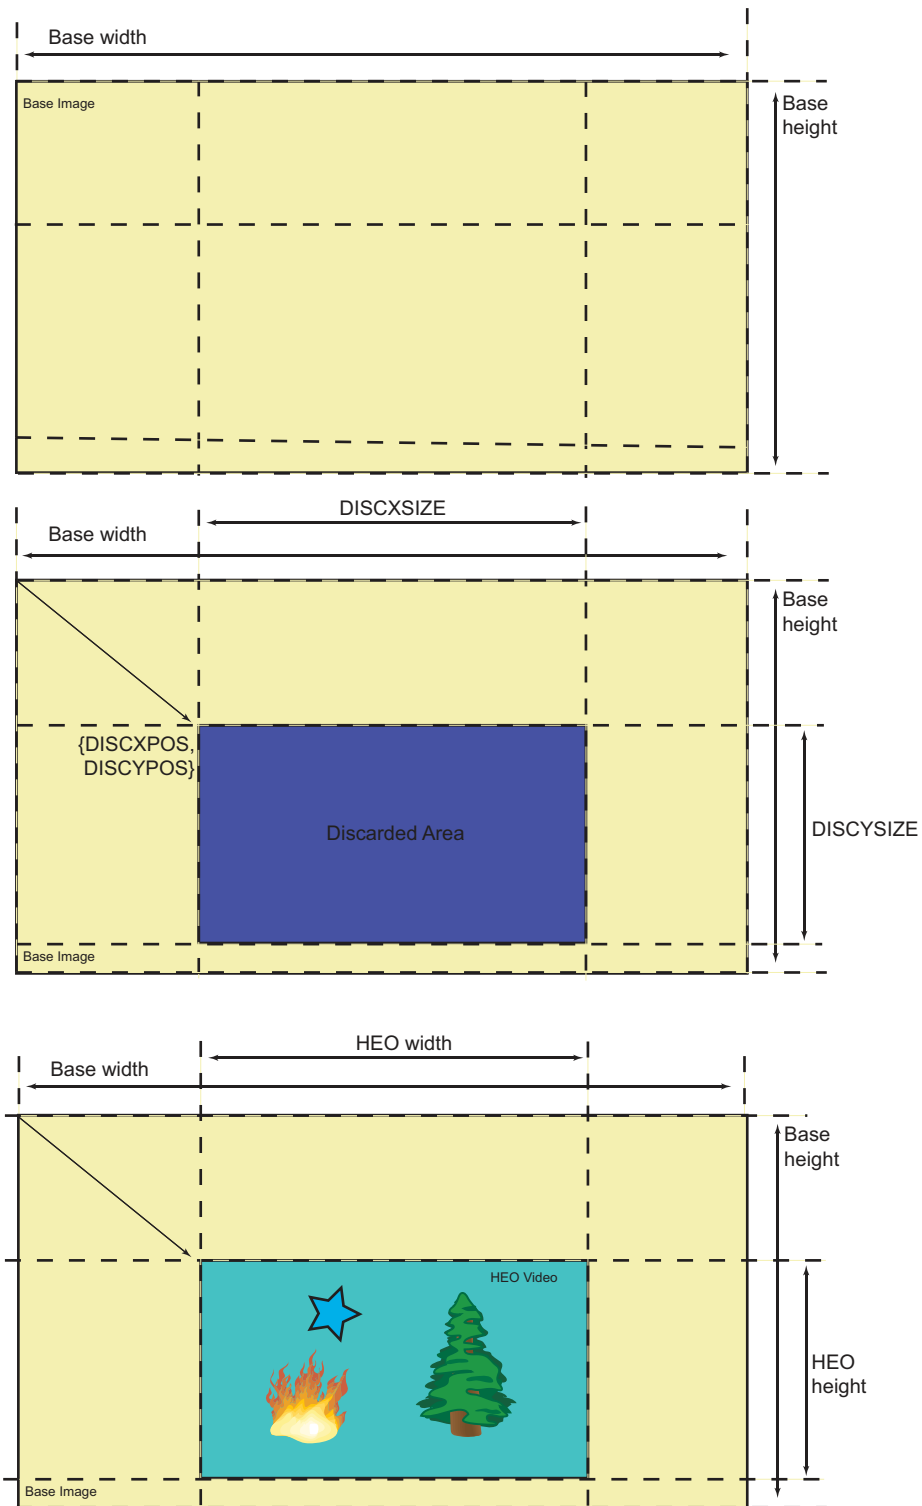 Base width
Base Image
Base
height
DISCXSIZE
Base width
Base
height
{DISCXPOS,
DISCYPOS}
Discarded Area
DISCYSIZE
Base Image
HEO width
Base width
Base
height
HEO Video
HEO
height
Base Image